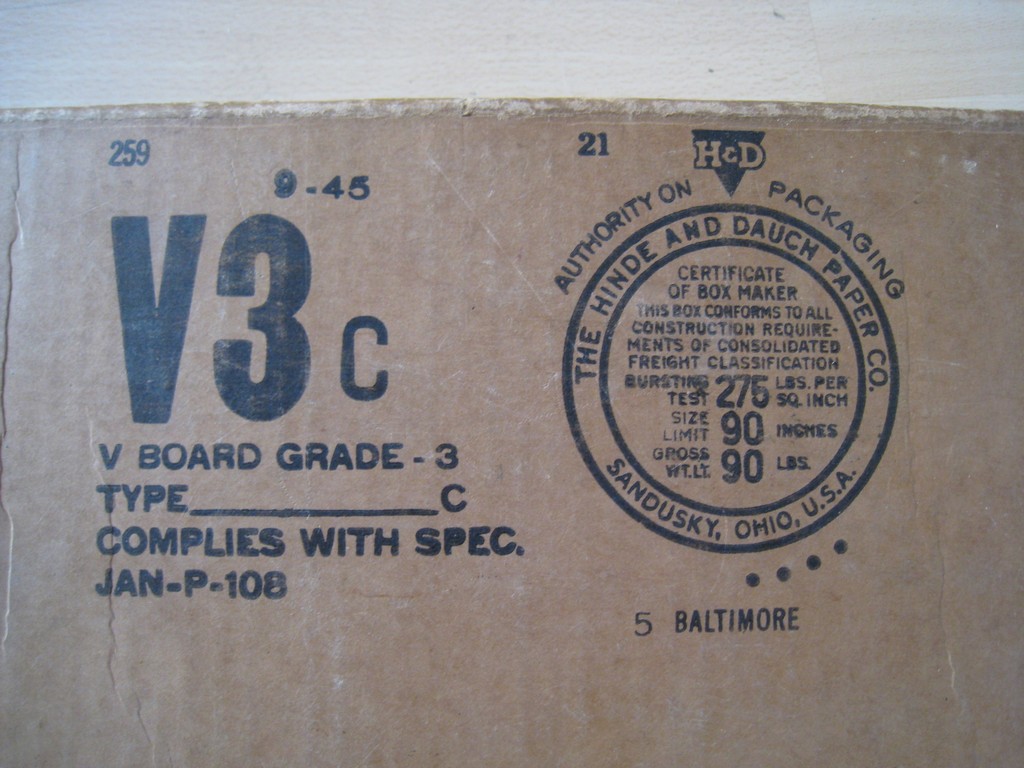 259
9-45
V3 C
V BOARD GRADE - 3
TYPE____________C
COMPLIES WITH SPEC.
JAN-P-108
21
H&D
AUTHORITY ON PACKAGING
THE HINDE AND DAUCH PAPER CO.
CERTIFICATE
OF BOX MAKER
THIS BOX CONFORMS TO ALL
CONSTRUCTION REQUIRE-
MENTS OF CONSOLIDATED
FREIGHT CLASSIFICATION
BURSTING TEST 275 LBS. PER SQ. INCH
SIZE LIMIT 90 INCHES
GROSS WT.LT. 90 LBS.
SANDUSKY, OHIO, U.S.A.
5 BALTIMORE